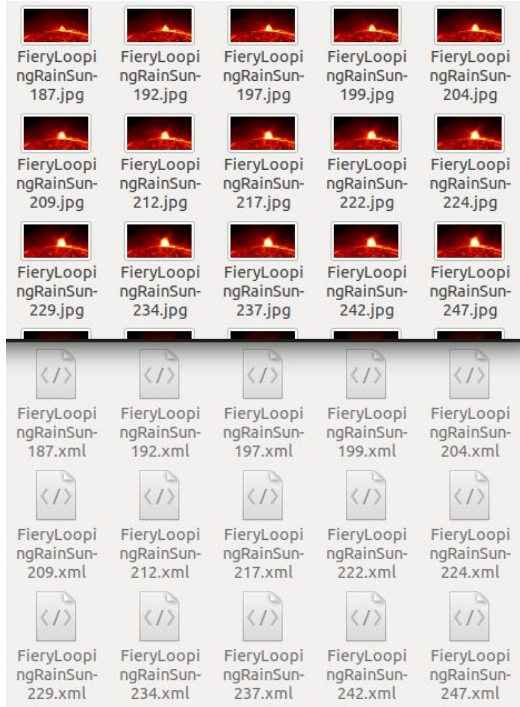 FieryLoopi FieryLoopi FieryLoopi FieryLoopi FieryLoopi
ngRainSun- ngRainSun- ngRainSun- ngRainSun- ngRainSun-
187.jpg 192.jpg 197.jpg 199.jpg 204.jpg
FieryLoopi FieryLoopi FieryLoopi FieryLoopi FieryLoopi
ngRainSun- ngRainSun- ngRainSun- ngRainSun- ngRainSun-
209.jpg 212.jpg 217.jpg 222.jpg 224.jpg
FieryLoopi FieryLoopi FieryLoopi FieryLoopi FieryLoopi
ngRainSun- ngRainSun- ngRainSun- ngRainSun- ngRainSun-
229.jpg 234.jpg 237.jpg 242.jpg 247.jpg
</> </> </> </> </>
FieryLoopi FieryLoopi FieryLoopi FieryLoopi FieryLoopi
ngRainSun- ngRainSun- ngRainSun- ngRainSun- ngRainSun-
187.xml 192.xml 197.xml 199.xml 204.xml
</> </> </> </> </>
FieryLoopi FieryLoopi FieryLoopi FieryLoopi FieryLoopi
ngRainSun- ngRainSun- ngRainSun- ngRainSun- ngRainSun-
209.xml 212.xml 217.xml 222.xml 224.xml
</> </> </> </> </>
FieryLoopi FieryLoopi FieryLoopi FieryLoopi FieryLoopi
ngRainSun- ngRainSun- ngRainSun- ngRainSun- ngRainSun-
229.xml 234.xml 237.xml 242.xml 247.xml